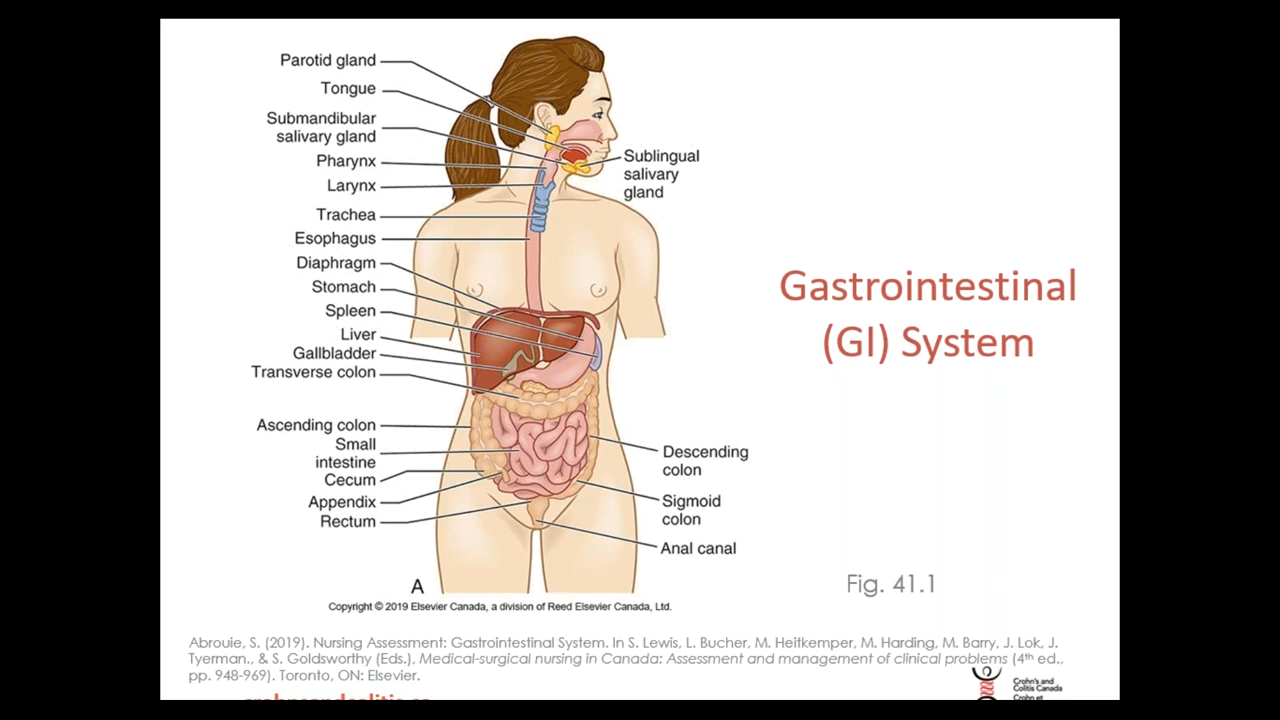 Parotid gland
Tongue
Submandibular
salivary gland
Pharynx
Larynx
Trachea
Esophagus
Diaphragm
Stomach
Spleen
Liver
Gallbladder
Transverse colon
Ascending colon
Small
intestine
Cecum
Appendix
Rectum
Sublingual
salivary
gland
Descending
colon
Sigmoid
colon
Anal canal
A
Copyright © 2019 Elsevier Canada, a division of Reed Elsevier Canada, Ltd.
Gastrointestinal
(GI) System
Fig. 41.1
Abrouie, S. (2019). Nursing Assessment: Gastrointestinal System. In S. Lewis, L. Bucher, M. Heitkemper, M. Harding, M. Barry, J. Lok, J.
Tyerman., & S. Goldsworthy (Eds.), Medical-surgical nursing in Canada: Assessment and management of clinical problems (4th ed.,
pp. 948-969). Toronto, ON: Elsevier.
Crohn's and
Colitis Canada
Crohn et